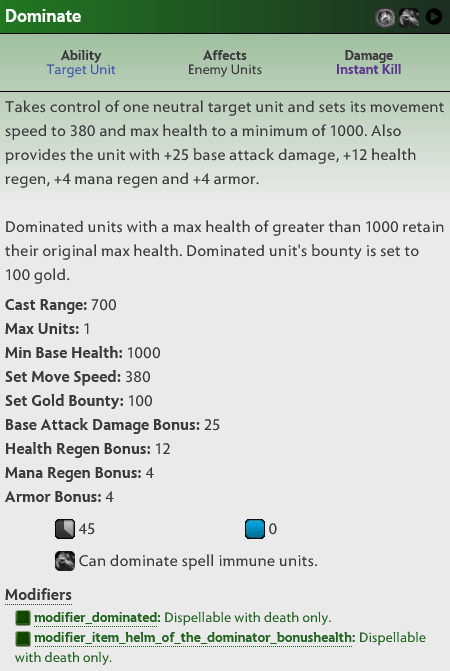 Dominate
Ability
Target Unit
Affects
Enemy Units
Damage
Instant Kill
Takes control of one neutral target unit and sets its movement
speed to 380 and max health to a minimum of 1000. Also
provides the unit with +25 base attack damage, +12 health
regen, +4 mana regen and +4 armor.
Dominated units with a max health of greater than 1000 retain
their original max health. Dominated unit's bounty is set to
100 gold.
Cast Range: 700
Max Units: 1
Min Base Health: 1000
Set Move Speed: 380
Set Gold Bounty: 100
Base Attack Damage Bonus: 25
Health Regen Bonus: 12
Mana Regen Bonus: 4
Armor Bonus: 4
45 0
Can dominate spell immune units.
Modifiers
modifier_dominated: Dispellable with death only.
modifier_item_helm_of_the_dominator_bonushealth: Dispellable
with death only.